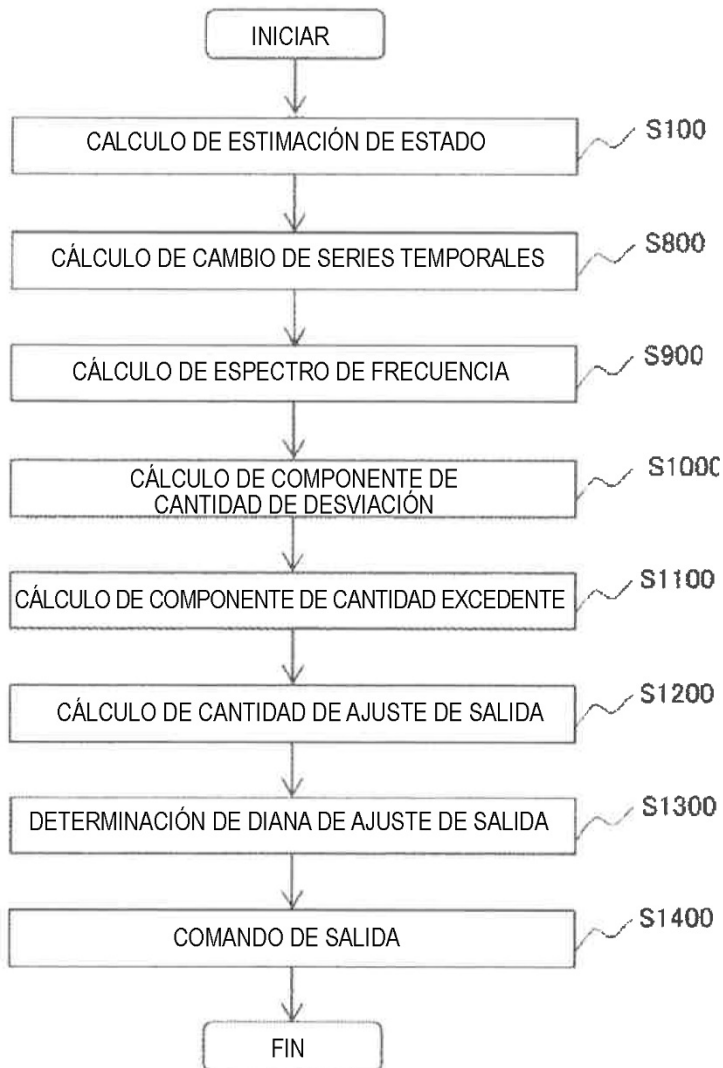 INICIAR
CALCULO DE ESTIMACIÓN DE ESTADO
S100
CÁLCULO DE CAMBIO DE SERIES TEMPORALES
S800
CÁLCULO DE ESPECTRO DE FRECUENCIA
S900
CÁLCULO DE COMPONENTE DE
CANTIDAD DE DESVIACIÓN
S1000
CÁLCULO DE COMPONENTE DE CANTIDAD EXCEDENTE
S1100
CÁLCULO DE CANTIDAD DE AJUSTE DE SALIDA
S1200
DETERMINACIÓN DE DIANA DE AJUSTE DE SALIDA
S1300
COMANDO DE SALIDA
S1400
FIN